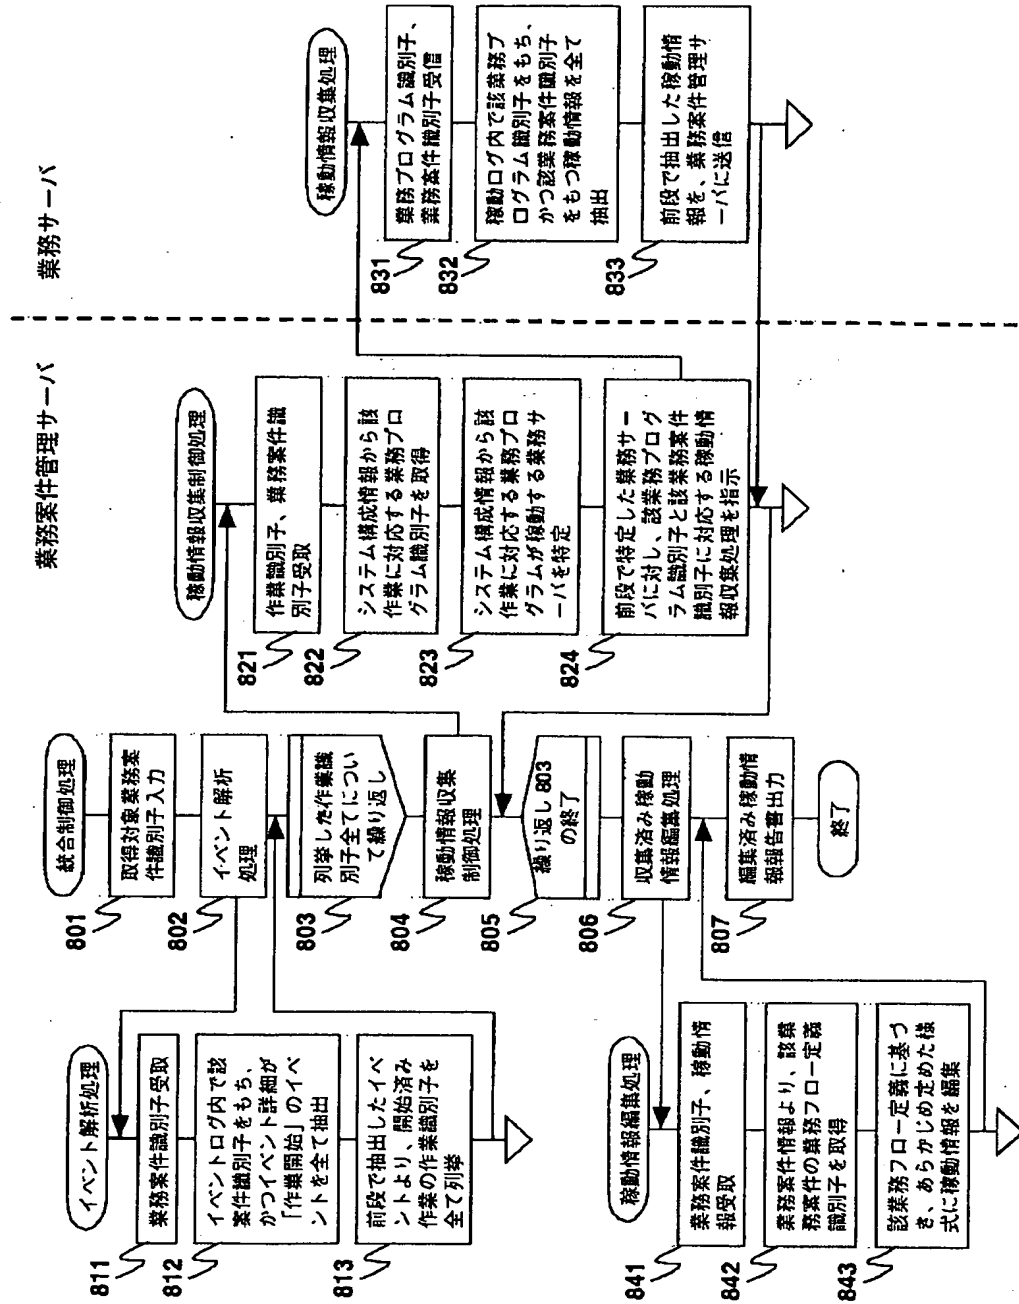 業務案件管理サーバ
業務サーバ
イベント解析処理
811
業務案件識別子受取
812
イベントログ内で該
案件識別子をもち、
かつイベント詳細が
「作業開始」のイベ
ントを全て抽出
813
前段で抽出したイベ
ントより、開始済み
作業の作業識別子を
全て列挙
統合制御処理
801
取得対象業務案
件識別子入力
802
イベント解析
処理
803
列挙した作業識
別子全てについ
て繰り返し
804
稼動情報収集
制御処理
805
繰り返し 803
の終了
806
収集済み稼動
情報編集処理
807
編集済み稼動情
報報告書出力
終了
稼動情報編集処理
841
業務案件識別子、稼動情
報受取
842
業務案件情報より、該業
務案件の業務フロー定義
識別子を取得
843
該業務フロー定義に基づ
き、あらかじめ定めた様
式に稼動情報を編集
稼動情報収集制御処理
821
作業識別子、業務案件識
別子受取
822
システム構成情報から該
作業に対応する業務プロ
グラム識別子を取得
823
システム構成情報から該
作業に対応する業務プロ
グラムが稼動する業務サ
ーバを特定
824
前段で特定した業務サー
バに対し、該業務プログ
ラム識別子と該業務案件
識別子に対応する稼動情
報収集処理を指示
稼動情報収集処理
831
業務プログラム識別子、
業務案件識別子受信
832
稼動ログ内で該業務プ
ログラム識別子をもち、
かつ該業務案件識別子
をもつ稼動情報を全て
抽出
833
前段で抽出した稼動情
報を、業務案件管理サ
ーバに送信